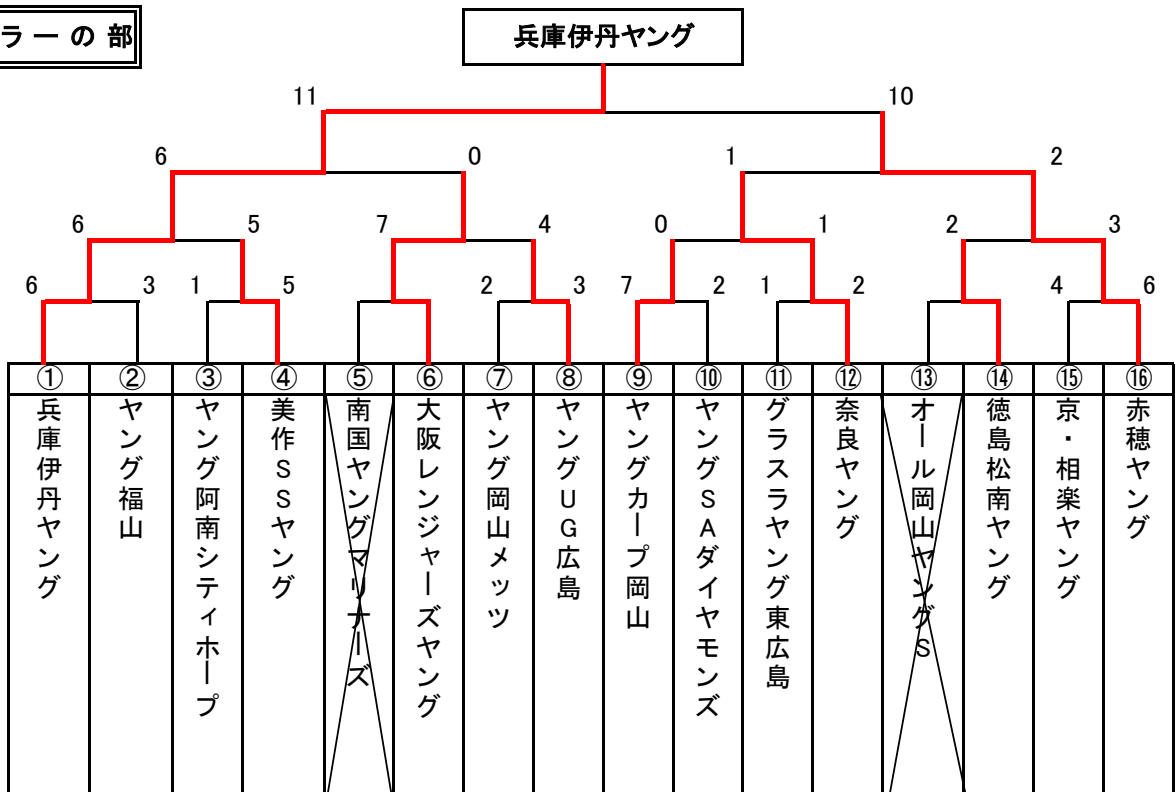 ラーの部
兵庫伊丹ヤング
11 10
6 0 1 2
6 5 7 4 0 1 2 3
6 3 1 5 2 3 7 2 1 2 4 6
① ② ③ ④ ⑤ ⑥ ⑦ ⑧ ⑨ ⑩ ⑪ ⑫ ⑬ ⑭ ⑮ ⑯
兵庫伊丹ヤング
ヤング福山
ヤング阿南シティホープ
美作SSヤング
南国ヤングマリナーズ
大阪レンジャーズヤング
ヤング岡山メッツ
ヤングUG広島
ヤングカープ岡山
ヤングSAダイヤモンズ
グラスラヤング東広島
奈良ヤング
オール岡山ヤングS
徳島松南ヤング
京・相楽ヤング
赤穂ヤング